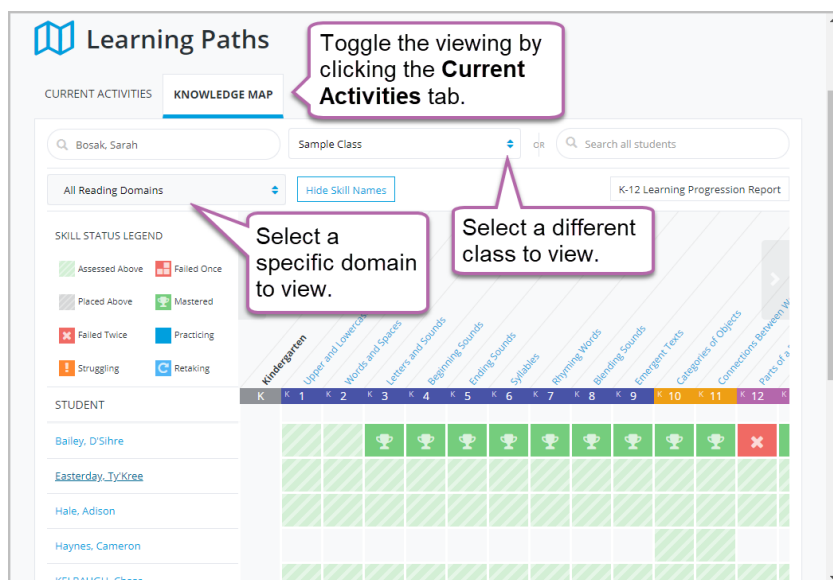 Learning Paths
Toggle the viewing by
clicking the Current
Activities tab.
CURRENT ACTIVITIES
KNOWLEDGE MAP
Bosak, Sarah
Sample Class
OR
Search all students
All Reading Domains
Hide Skill Names
K-12 Learning Progression Report
Select a
specific domain
to view.
Select a different
class to view.
SKILL STATUS LEGEND
Assessed Above
Failed Once
Placed Above
Mastered
Failed Twice
Practicing
Struggling
Retaking
Kindergarten
Upper and Lowercas
Words and Spaces
Letters and Sounds
Beginning Sounds
Ending Sounds
Syllables
Rhyming Words
Blending Sounds
Emergent Texts
Categories of Objects
Connections Between W
Parts of a
STUDENT
K K 1 K 2 K 3 K 4 K 5 K 6 K 7 K 8 K 9 K 10 K 11 K 12 K
Bailey, D'Sihre
Easterday, Ty'Kree
Hale, Adison
Haynes, Cameron